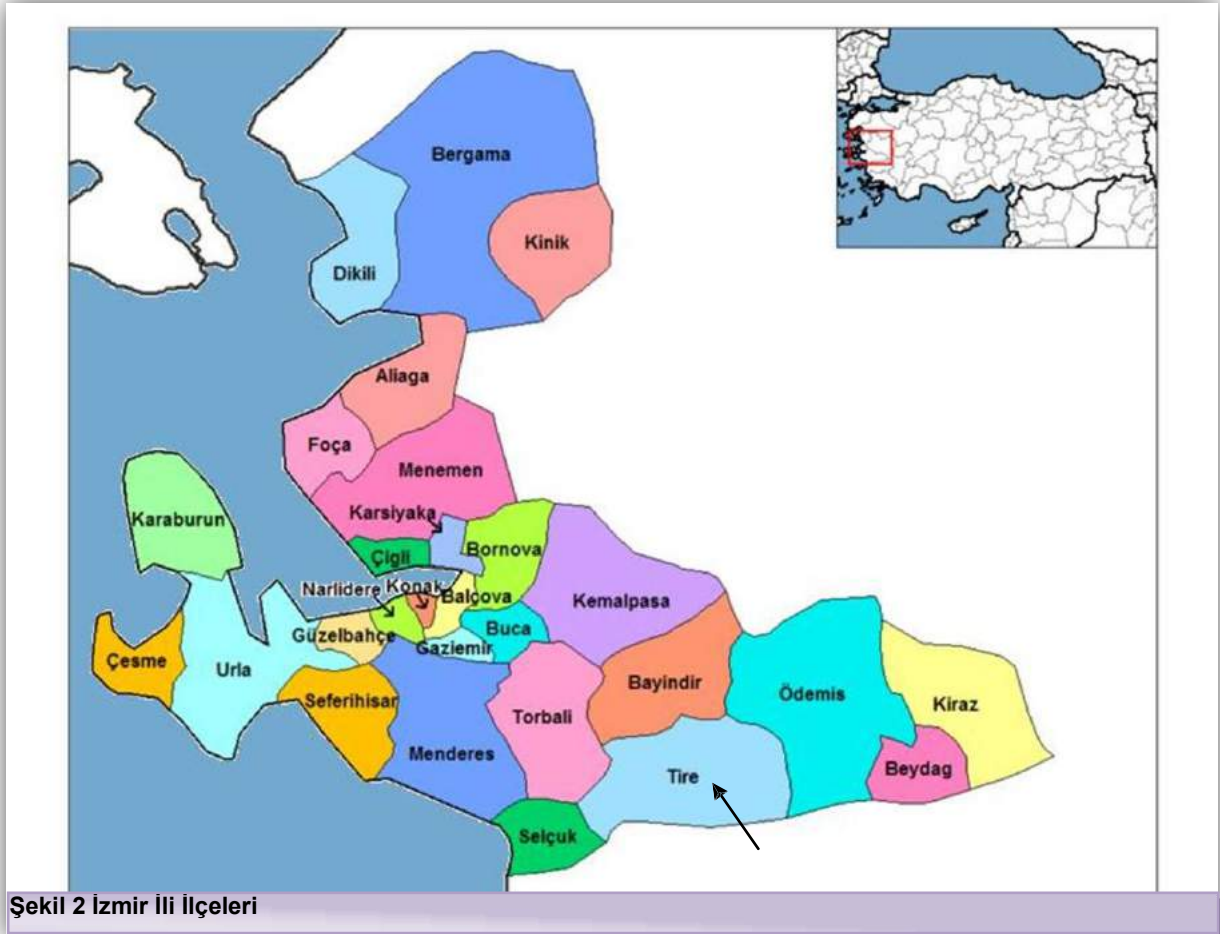 Bergama
Kinik
Dikili
Aliaga
Foça
Menemen
Karsiyaka
Karaburun
Çigli
Bornova
Narlidere
Konak
Balçova
Kemalpasa
Güzelbahçe
Buca
Gaziemir
Çesme
Urla
Seferihisar
Bayindir
Ödemis
Kiraz
Torbali
Menderes
Tire
Beydag
Selçuk
Şekil 2 İzmir İli İlçeleri